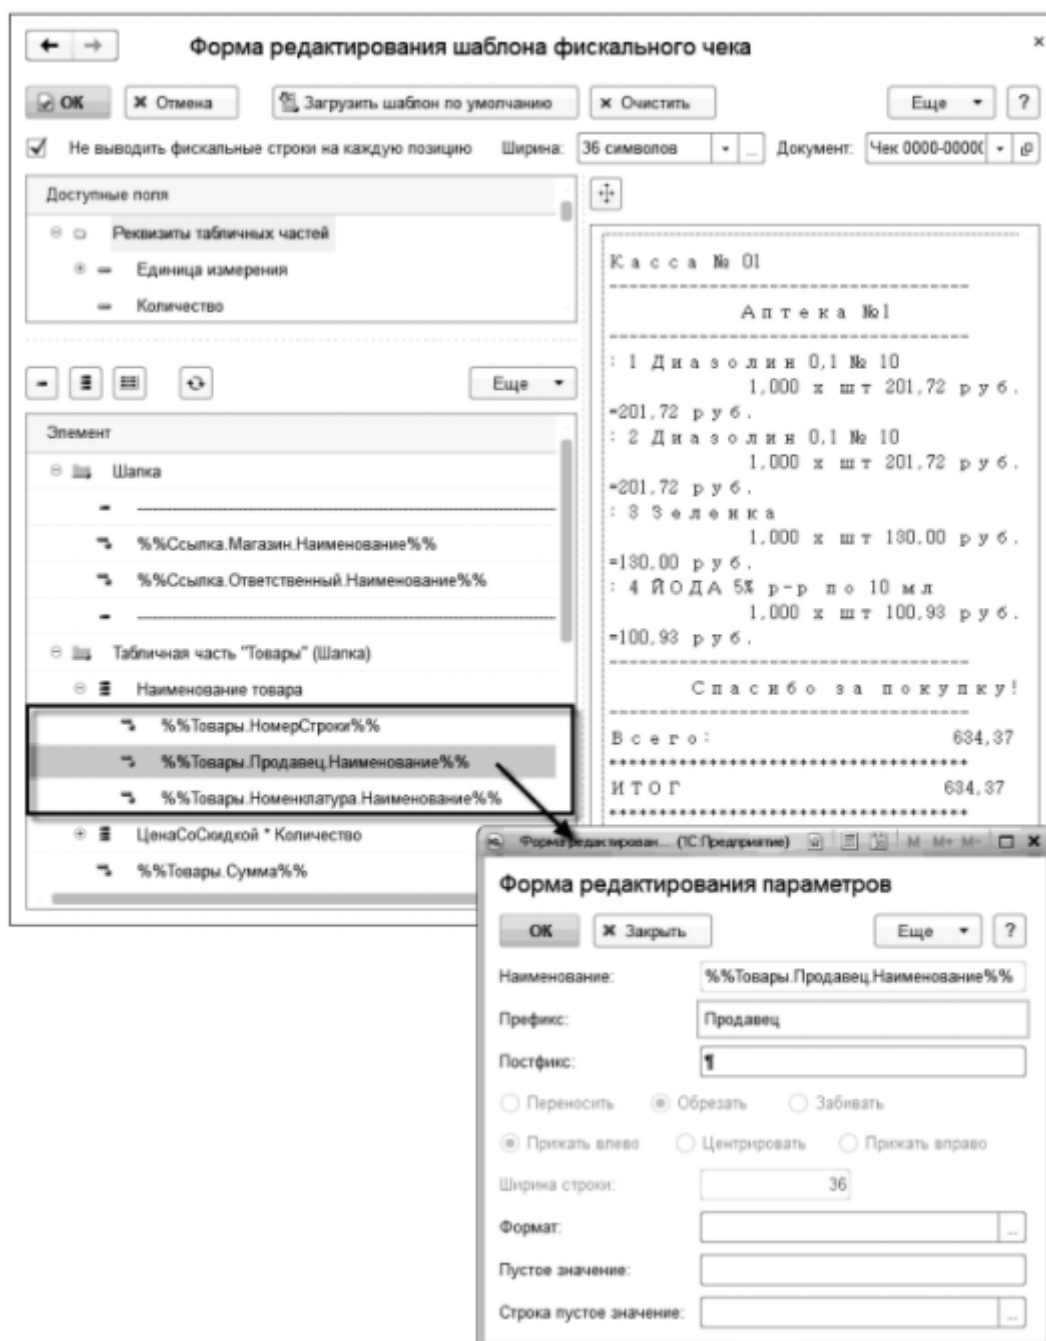 Форма редактирования шаблона фискального чека
ОК Отмена Загрузить шаблон по умолчанию Очистить Еще ?
Не выводить фискальные строки на каждую позицию Ширина: 36 символов ... Документ: Чек 0000-00000(
Доступные поля
Реквизиты табличных частей
Единица измерения
Количество
Еще
Элемент
Шапка
--------------------------------
%%Ссылка.Магазин.Наименование%%
%%Ссылка.Ответственный.Наименование%%
--------------------------------
Табличная часть "Товары" (Шапка)
Наименование товара
%%Товары.НомерСтроки%%
%%Товары.Продавец.Наименование%%
%%Товары.Номенклатура.Наименование%%
ЦенаСоСкидкой * Количество
%%Товары.Сумма%%
Касса № 01
------------------------------------
Аптека №1
------------------------------------
: 1 Диазолин 0,1 № 10
1,000 х шт 201,72 руб.
=201,72 руб.
: 2 Диазолин 0,1 № 10
1,000 х шт 201,72 руб.
=201,72 руб.
: 3 Зеленка
1,000 х шт 130,00 руб.
=130,00 руб.
: 4 ЙОДА 5% р-р по 10 мл
1,000 х шт 100,93 руб.
=100,93 руб.
------------------------------------
Спасибо за покупку!
------------------------------------
Всего: 634,37
************************************
ИТОГ 634,37
************************************
Форма редактирован... (1С:Предприятие) M M+ M-
Форма редактирования параметров
ОК Закрыть Еще ?
Наименование: %%Товары.Продавец.Наименование%%
Префикс: Продавец
Постфикс: ¶
Переносить Обрезать Забивать
Прижать влево Центрировать Прижать вправо
Ширина строки: 36
Формат: ...
Пустое значение:
Строка пустое значение: ...